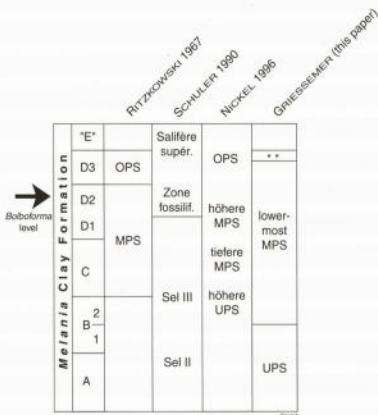 RITZKOWSKI 1967
SCHULER 1990
NICKEL 1996
GRIESSEMER (this paper)
Melania Clay Formation
"E"
D3
D2
D1
C
B 2
1
A
Bolboforma
level
OPS
MPS
Salifère
supér.
Zone
fossilif.
Sel III
Sel II
OPS
höhere
MPS
tiefere
MPS
höhere
UPS
* *
lower-
most
MPS
UPS